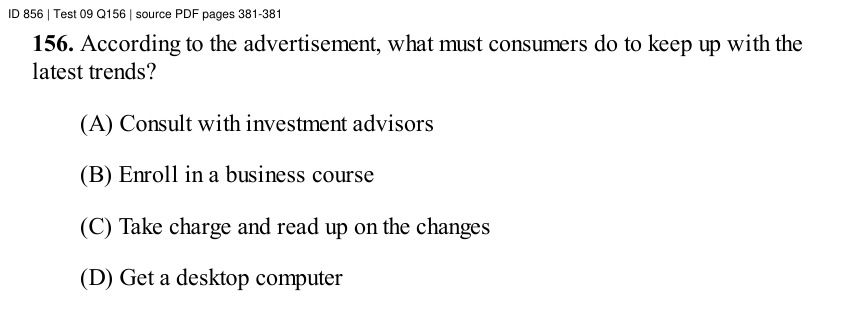 ID 856 | Test 09 Q156 | source PDF pages 381-381
156. According to the advertisement, what must consumers do to keep up with the
latest trends?
(A) Consult with investment advisors
(B) Enroll in a business course
(C) Take charge and read up on the changes
(D) Get a desktop computer